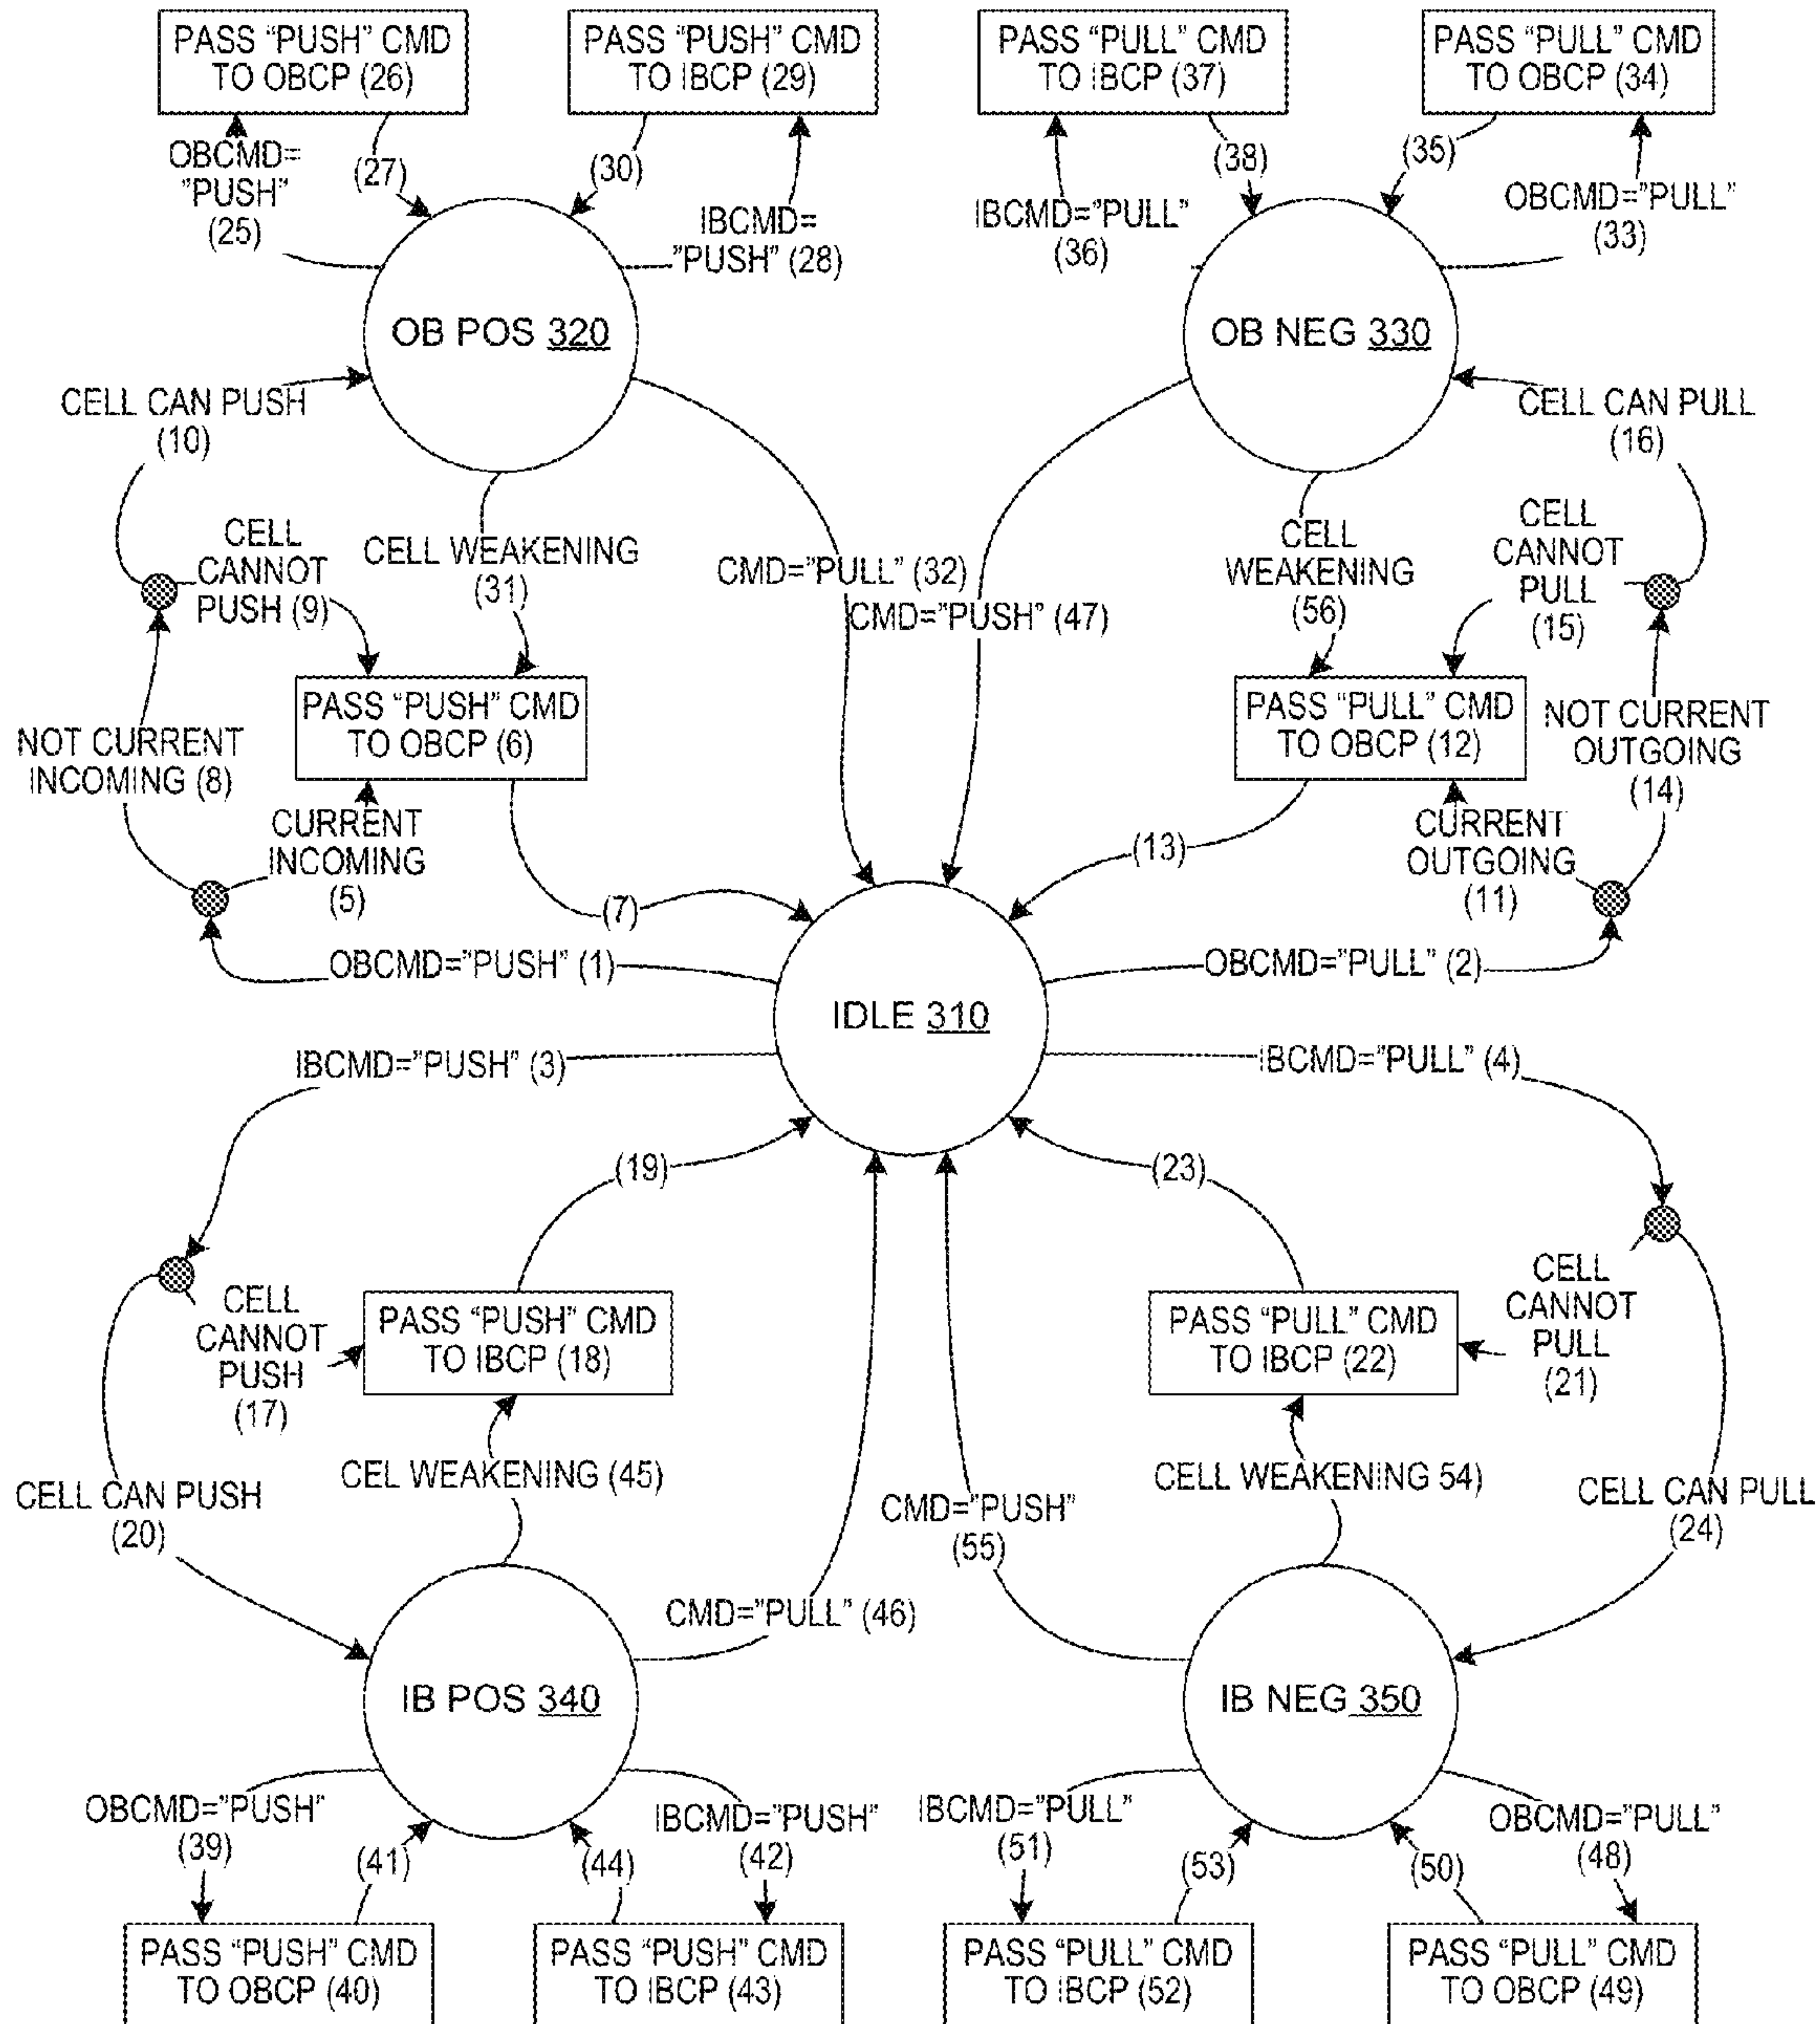 PASS “PUSH” CMD
TO OBCP (26)
PASS “PUSH” CMD
TO IBCP (29)
PASS “PULL” CMD
TO IBCP (37)
PASS “PULL” CMD
TO OBCP (34)
OBCMD=
”PUSH”
(25)
(27)
(30)
IBCMD=
”PUSH” (28)
IBCMD=”PULL”
(36)
(38)
(35)
OBCMD=”PULL”
(33)
OB POS 320
OB NEG 330
CELL CAN PUSH
(10)
CELL CAN PULL
(16)
CELL
CANNOT
PUSH (9)
CELL WEAKENING
(31)
CMD=”PULL” (32)
CMD=”PUSH” (47)
CELL
WEAKENING
(56)
CELL
CANNOT
PULL
(15)
NOT CURRENT
INCOMING (8)
PASS “PUSH” CMD
TO OBCP (6)
PASS “PULL” CMD
TO OBCP (12)
NOT CURRENT
OUTGOING
(14)
CURRENT
INCOMING
(5)
(7)
(13)
CURRENT
OUTGOING
(11)
OBCMD=”PUSH” (1)
OBCMD=”PULL” (2)
IDLE 310
IBCMD=”PUSH” (3)
IBCMD=”PULL” (4)
(19)
(23)
CELL
CANNOT
PUSH
(17)
PASS “PUSH” CMD
TO IBCP (18)
PASS “PULL” CMD
TO IBCP (22)
CELL
CANNOT
PULL
(21)
CELL CAN PUSH
(20)
CEL WEAKENING (45)
CMD=”PUSH”
(55)
CELL WEAKENING 54)
CELL CAN PULL
(24)
CMD=”PULL” (46)
IB POS 340
IB NEG 350
OBCMD=”PUSH”
(39)
(41)
(44)
IBCMD=”PUSH”
(42)
IBCMD=”PULL”
(51)
(53)
(50)
OBCMD=”PULL”
(48)
PASS “PUSH” CMD
TO OBCP (40)
PASS “PUSH” CMD
TO IBCP (43)
PASS “PULL” CMD
TO IBCP (52)
PASS “PULL” CMD
TO OBCP (49)